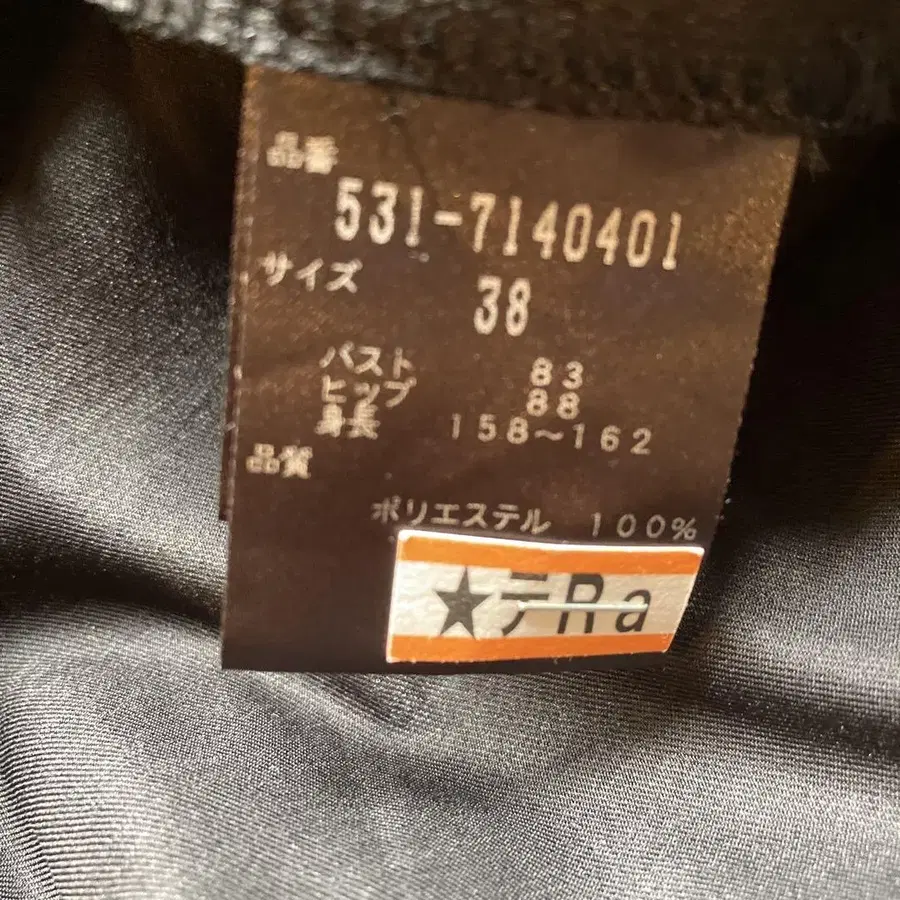 品番
531-7140401
サイズ
38
バスト 83
ヒップ 88
身長 158~162
品質
ポリエステル 100%
★テRa